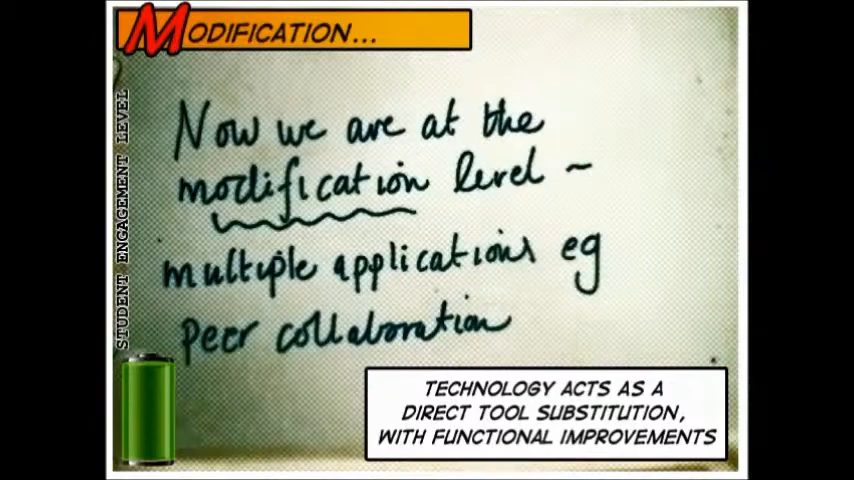 MODIFICATION...
STUDENT ENGAGEMENT LEVEL
Now we are at the
modification level ~
multiple applications eg
peer collaboration
TECHNOLOGY ACTS AS A
DIRECT TOOL SUBSTITUTION,
WITH FUNCTIONAL IMPROVEMENTS